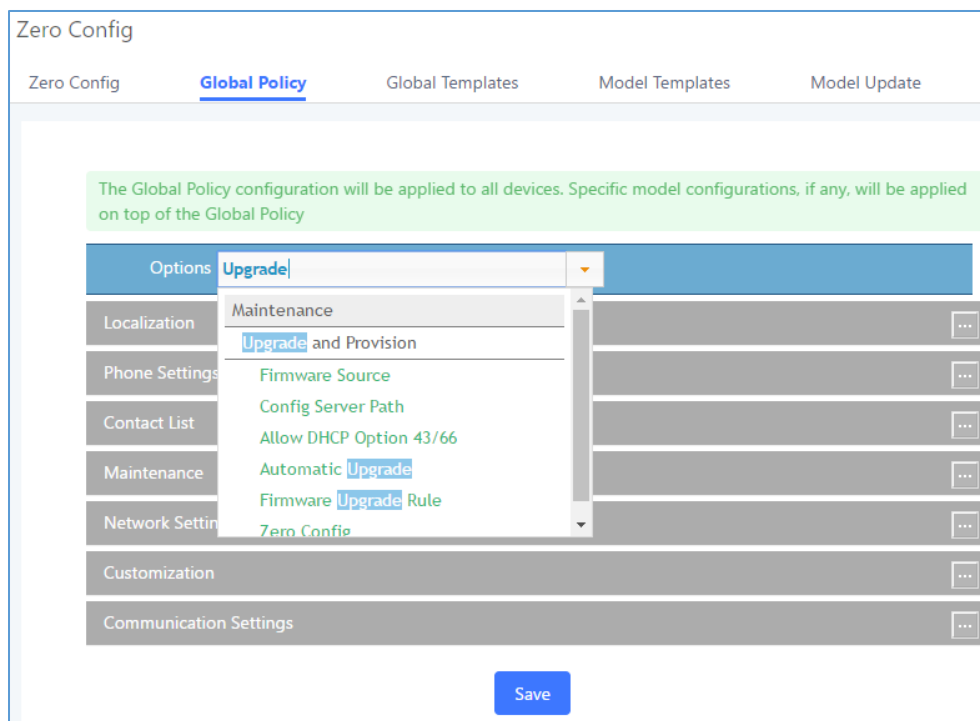 Zero Config
Zero Config Global Policy Global Templates Model Templates Model Update
The Global Policy configuration will be applied to all devices. Specific model configurations, if any, will be applied
on top of the Global Policy
Options Upgrade
Maintenance
Upgrade and Provision
Firmware Source
Config Server Path
Allow DHCP Option 43/66
Automatic Upgrade
Firmware Upgrade Rule
Zero Config
Localization ...
Phone Settings ...
Contact List ...
Maintenance ...
Network Settin ...
Customization ...
Communication Settings ...
Save